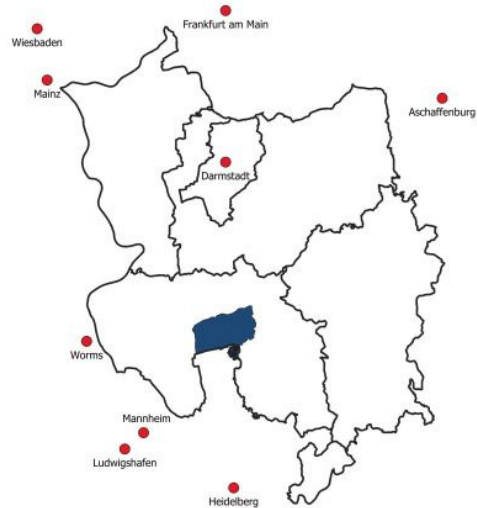 Frankfurt am Main
Wiesbaden
Mainz
Aschaffenburg
Darmstadt
Worms
Mannheim
Ludwigshafen
Heidelberg